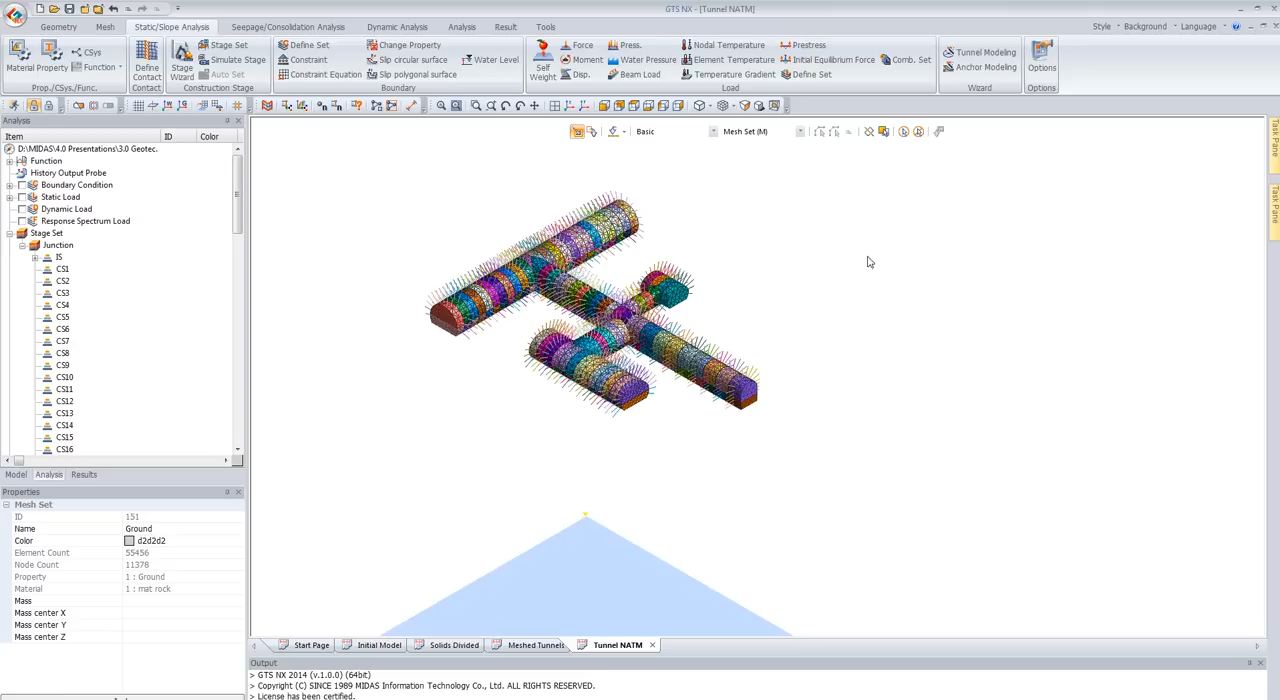 GTS NX - [Tunnel NATM]
Geometry Mesh Static/Slope Analysis Seepage/Consolidation Analysis Dynamic Analysis Analysis Result Tools Style Background Language
Material Property CSys Function
Prop./CSys./Func.
Define Contact
Contact
Stage Wizard Stage Set Simulate Stage Auto Set
Construction Stage
Define Set Change Property
Constraint Slip circular surface Water Level
Constraint Equation Slip polygonal surface
Boundary
Self Weight
Force Press. Nodal Temperature Prestress
Moment Water Pressure Element Temperature Initial Equilibrium Force Comb. Set
Disp. Beam Load Temperature Gradient Define Set
Load
Tunnel Modeling
Anchor Modeling
Wizard
Options
Options
Analysis
Item ID Color
D:\MIDAS\4.0 Presentations\3.0 Geotec.
Function
History Output Probe
Boundary Condition
Static Load
Dynamic Load
Response Spectrum Load
Stage Set
Junction
IS
CS1
CS2
CS3
CS4
CS5
CS6
CS7
CS8
CS9
CS10
CS11
CS12
CS13
CS14
CS15
CS16
Model Analysis Results
Properties
Mesh Set
ID 151
Name Ground
Color d2d2d2
Element Count 55456
Node Count 11378
Property 1 : Ground
Material 1 : mat rock
Mass
Mass center X
Mass center Y
Mass center Z
Basic Mesh Set (M)
Task Pane
Task Pane
Start Page Initial Model Solids Divided Meshed Tunnels Tunnel NATM
Output
> GTS NX 2014 (v.1.0.0) (64bit)
> Copyright (C) SINCE 1989 MIDAS Information Technology Co., Ltd. ALL RIGHTS RESERVED.
> License has been certified.